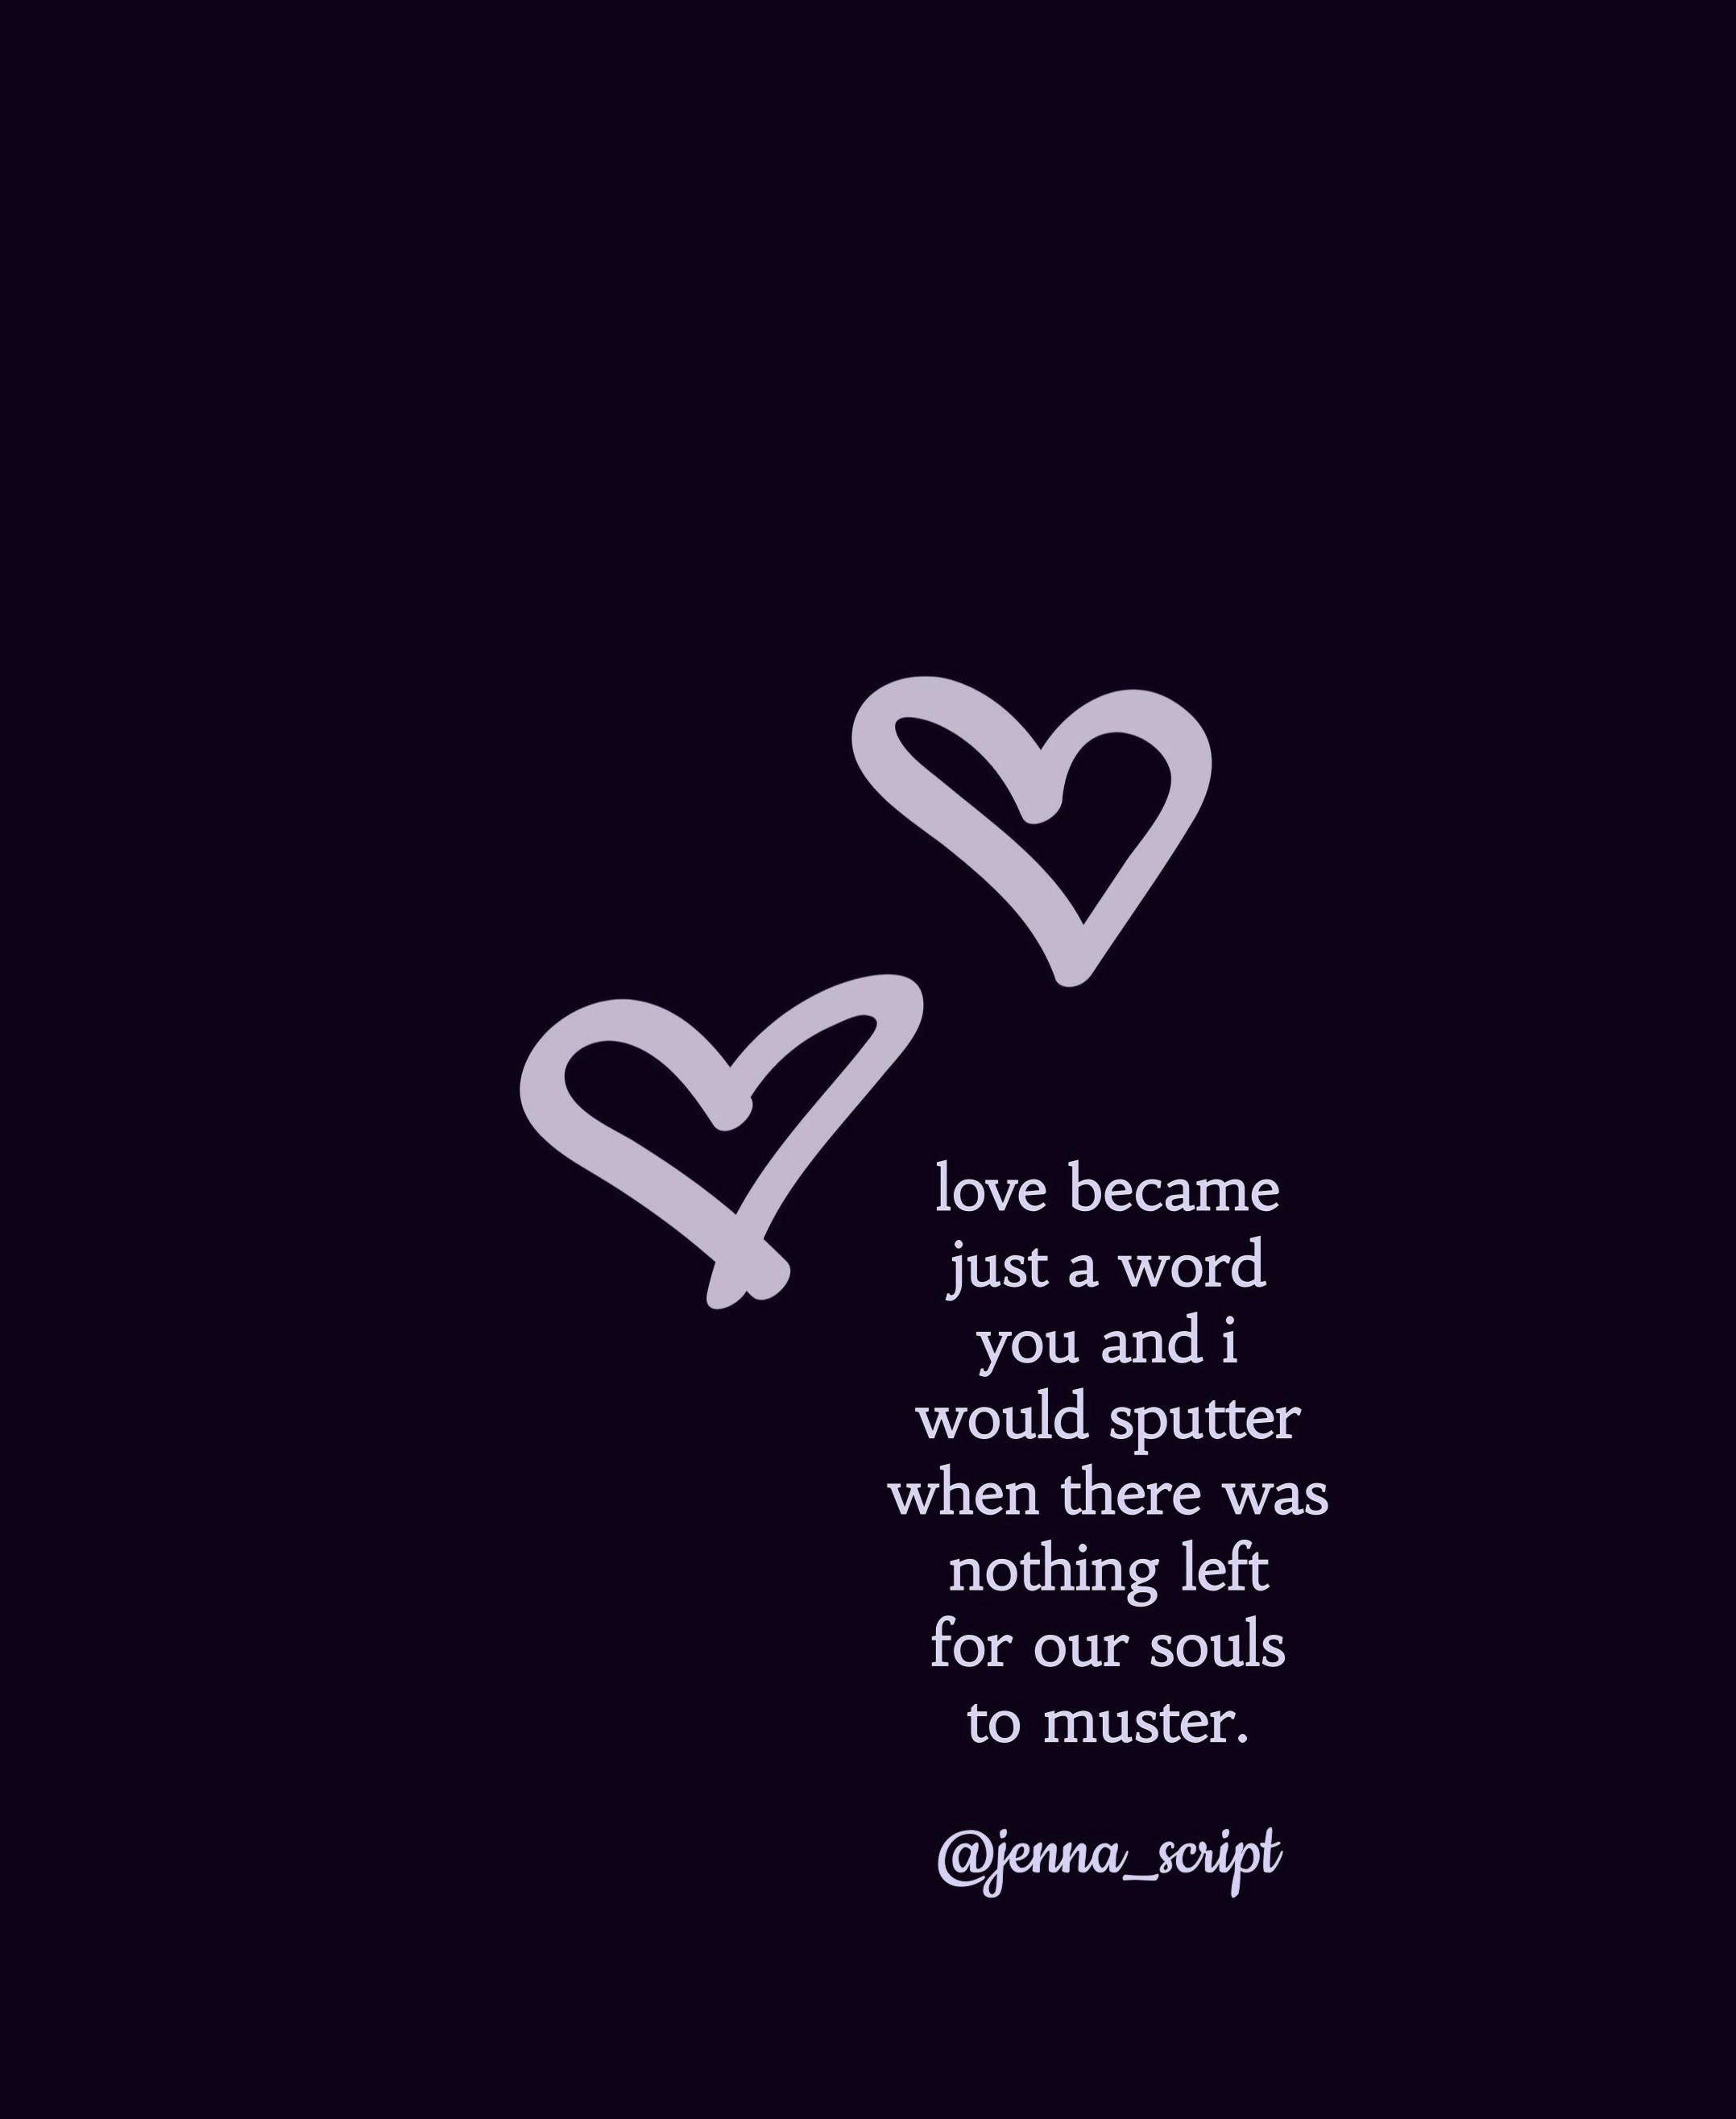 love became
just a word
you and i
would sputter
when there was
nothing left
for our souls
to muster.
@jenna_script